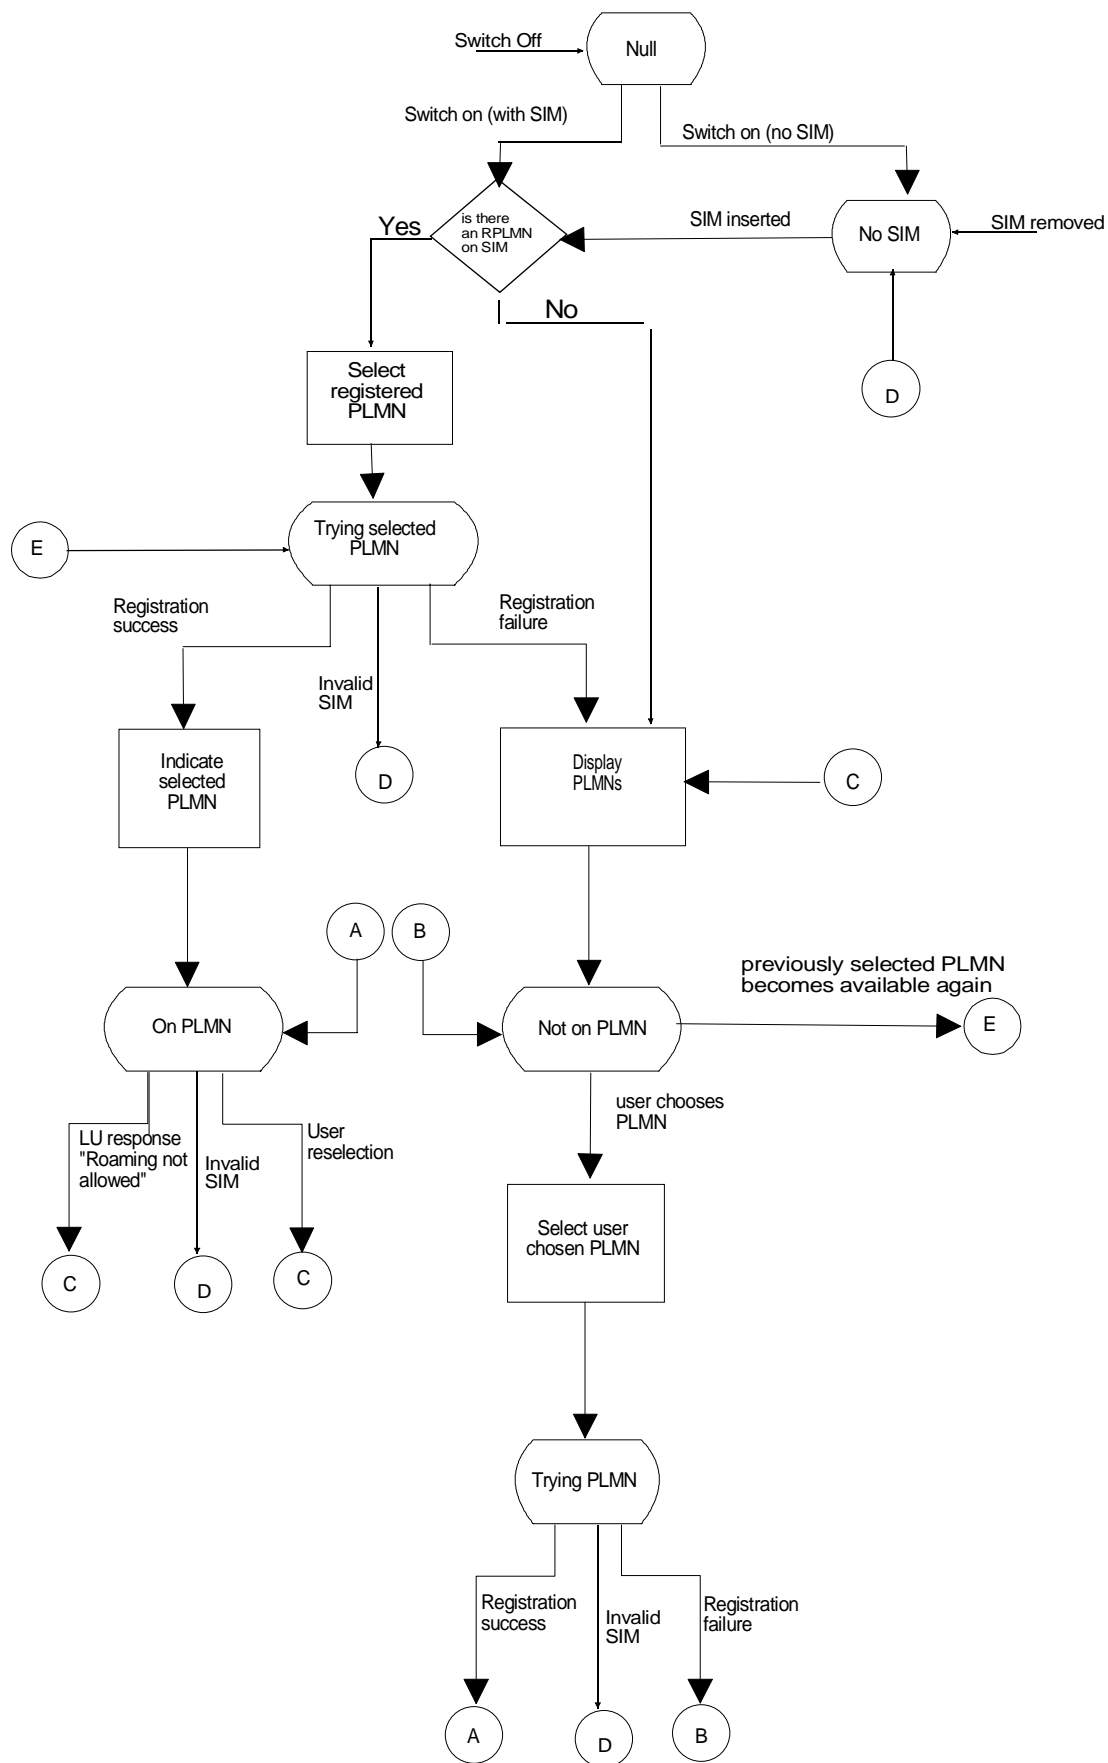 Switch Off
Null
Switch on (with SIM)
Switch on (no SIM)
Yes
is there
an RPLMN
on SIM
SIM inserted
No SIM
SIM removed
No
Select
registered
PLMN
D
E
Trying selected
PLMN
Registration
success
Invalid
SIM
Registration
failure
Indicate
selected
PLMN
D
Display
PLMNs
C
A
B
On PLMN
Not on PLMN
previously selected PLMN
becomes available again
E
LU response
"Roaming not
allowed"
Invalid
SIM
User
reselection
user chooses
PLMN
C
D
C
Select user
chosen PLMN
Trying PLMN
Registration
success
Invalid
SIM
Registration
failure
A
D
B